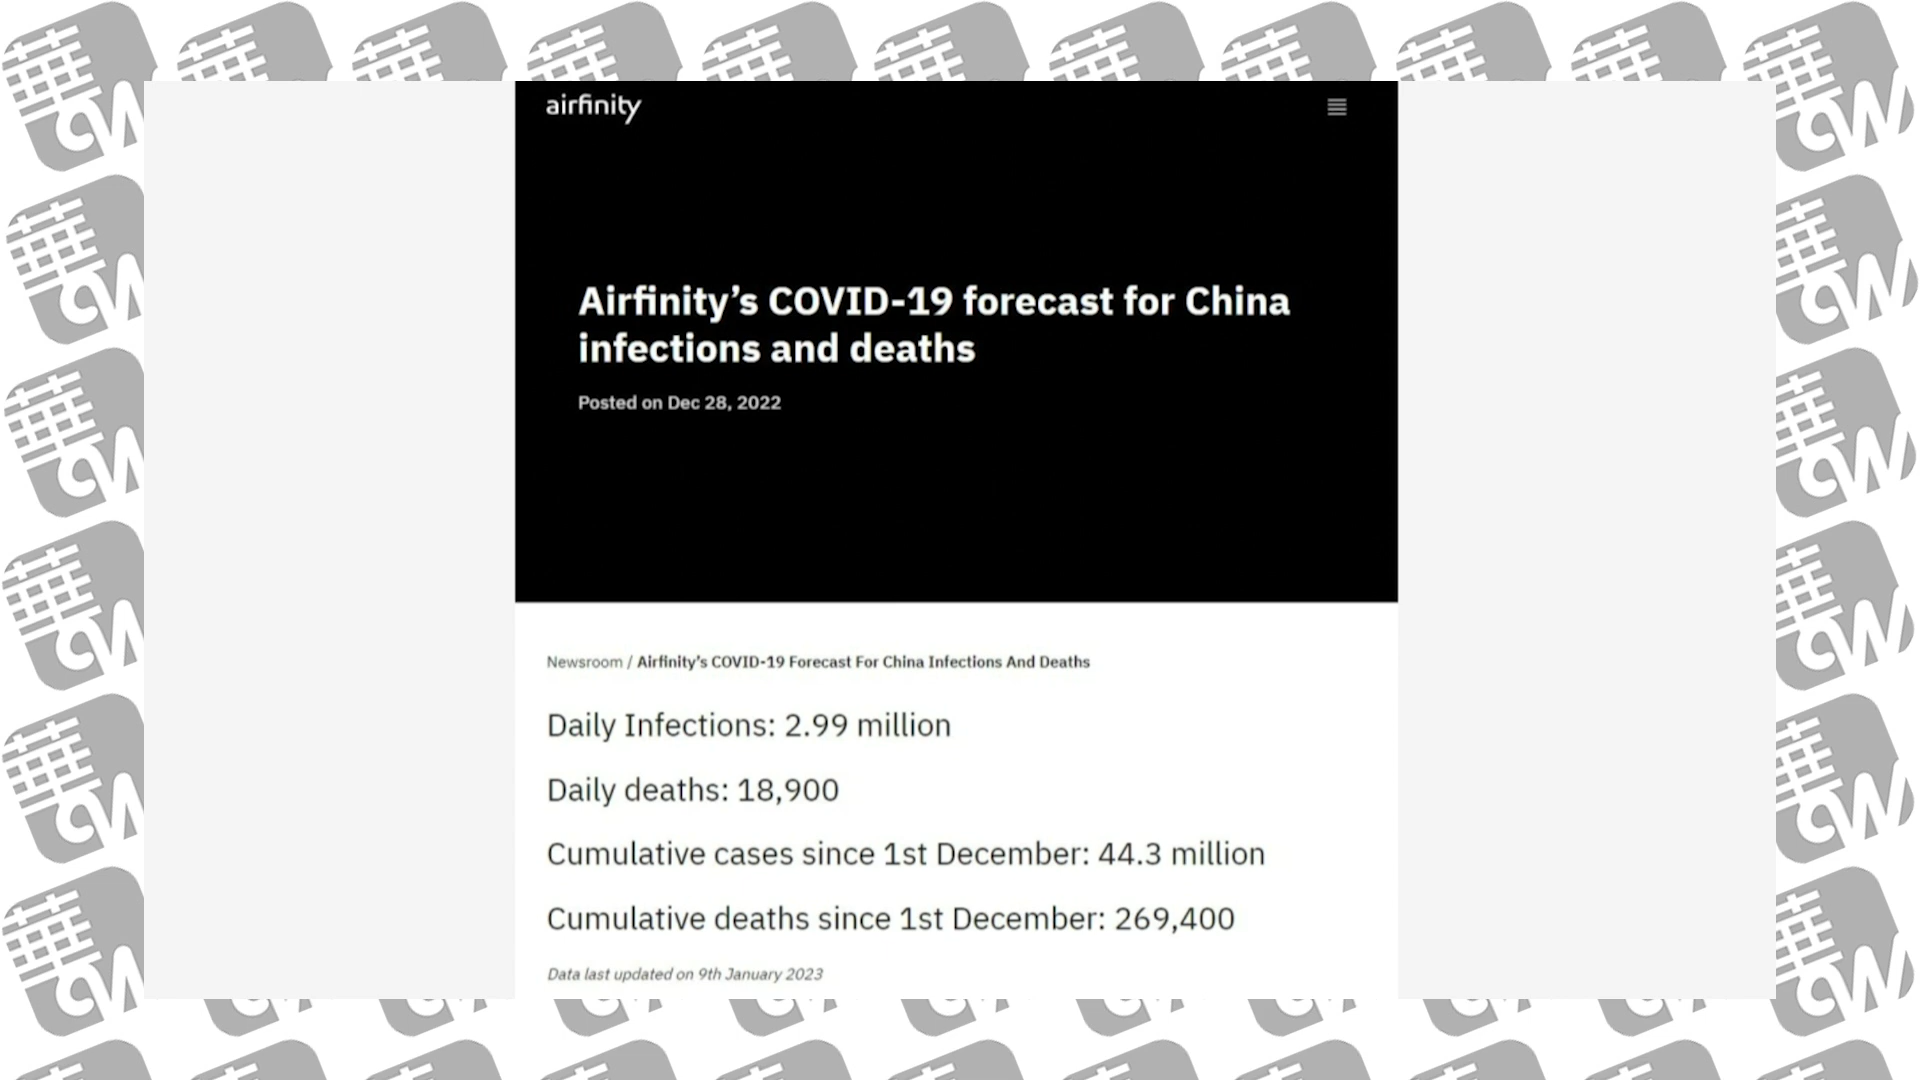 airfinity
Airfinity’s COVID-19 forecast for China
infections and deaths
Posted on Dec 28, 2022
Newsroom / Airfinity’s COVID-19 Forecast For China Infections And Deaths
Daily Infections: 2.99 million
Daily deaths: 18,900
Cumulative cases since 1st December: 44.3 million
Cumulative deaths since 1st December: 269,400
Data last updated on 9th January 2023